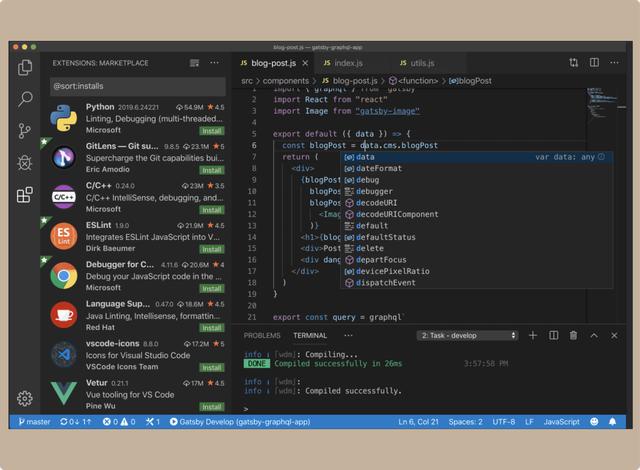 blog-post.js — gatsby-graphql-app
EXTENSIONS: MARKETPLACE
@sort:installs
Python 2019.6.24221 54.9M 4.5
Linting, Debugging (multi-threaded...
Microsoft Install
GitLens — Git su... 9.8.5 23.1M 5
Supercharge the Git capabilities bui...
Eric Amodio Install
C/C++ 0.24.0 23M 3.5
C/C++ IntelliSense, debugging, and...
Microsoft Install
ESLint 1.9.0 21.9M 4.5
Integrates ESLint JavaScript into V...
Dirk Baeumer Install
Debugger for C... 4.11.6 20.6M 4
Debug your JavaScript code in the...
Microsoft Install
Language Sup... 0.47.0 18.6M 4.5
Java Linting, Intellisense, formattin...
Red Hat Install
vscode-icons 8.8.0 17.2M 5
Icons for Visual Studio Code
VSCode Icons Team Install
Vetur 0.21.1 17M 4.5
Vue tooling for VS Code
Pine Wu Install
JS blog-post.js JS index.js JS utils.js
src > components > JS blog-post.js > <function> > blogPost
1 import { graphql } from "gatsby"
2 import React from "react"
3 import Image from "gatsby-image"
4
5 export default ({ data }) => {
6 const blogPost = data.cms.blogPost
7 return (
8 <div>
9 {blogP
10 blogP
11 blogP
12 <Ima
13 )}
14 <h1>{blog
15 <div>Post
16 <div dang
17 </div>
18 )
19 }
20
21 export const query = graphql`
data var data: any
dateFormat
debug
debugger
decodeURI
decodeURIComponent
default
defaultStatus
delete
departFocus
devicePixelRatio
dispatchEvent
PROBLEMS TERMINAL ... 2: Task - develop
info [wdm]: Compiling...
DONE Compiled successfully in 26ms 3:57:58 PM
info [wdm]:
info [wdm]: Compiled successfully.
>
master 0↓ 1↑ 0 0 1 Gatsby Develop (gatsby-graphql-app) Ln 6, Col 21 Spaces: 2 UTF-8 LF JavaScript